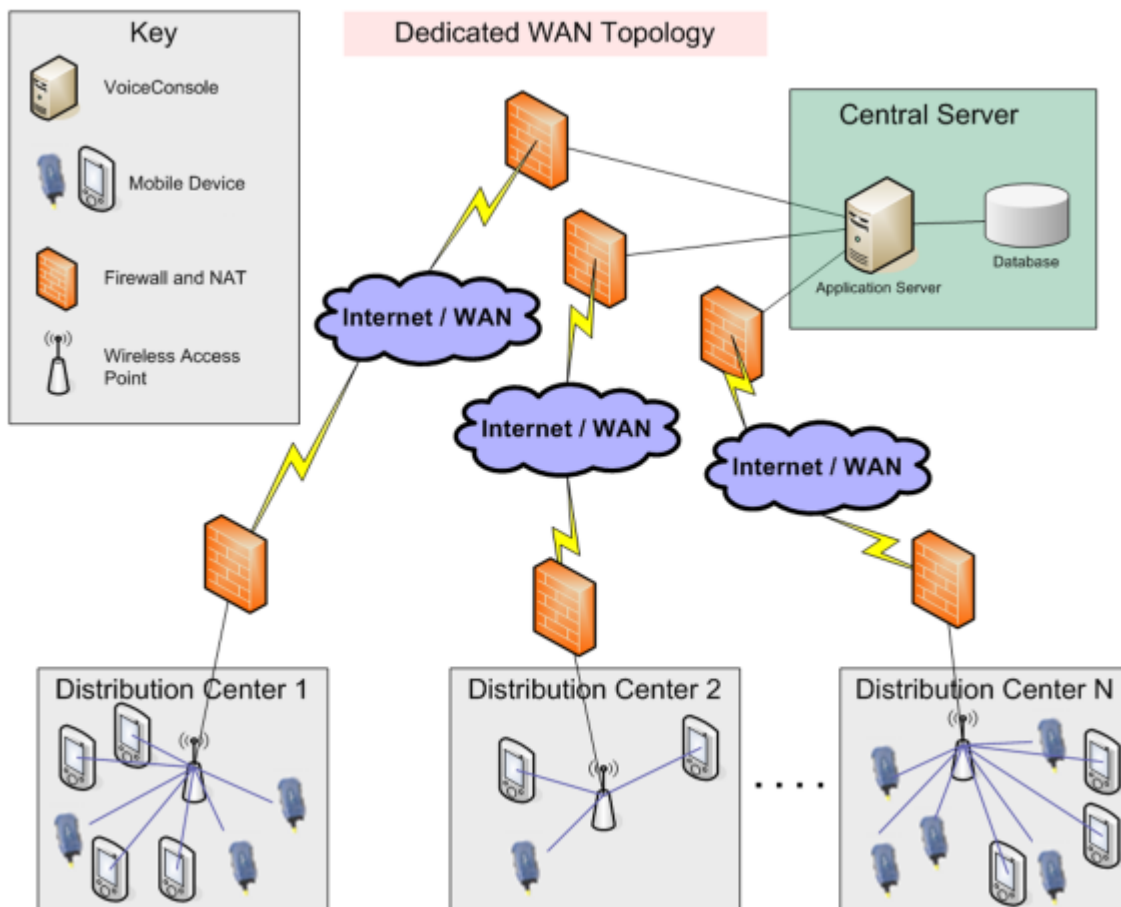 Key
VoiceConsole
Mobile Device
Firewall and NAT
Wireless Access
Point
Dedicated WAN Topology
Central Server
Application Server
Database
Internet / WAN
Internet / WAN
Internet / WAN
Distribution Center 1
Distribution Center 2
. . . .
Distribution Center N